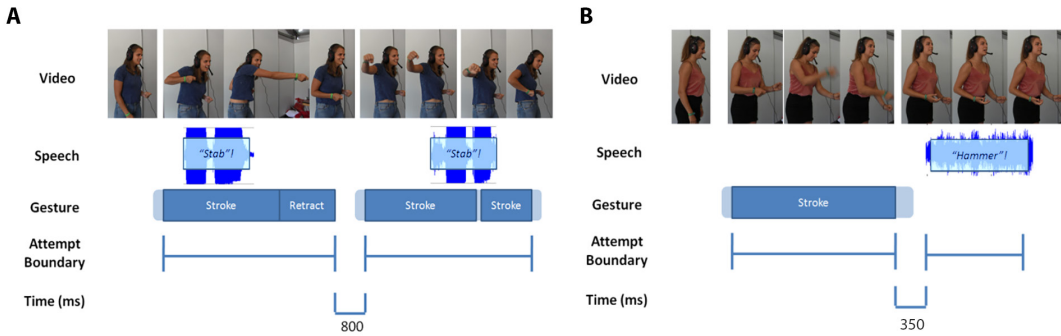 A
Video
Speech
"Stab"!
"Stab"!
Gesture
Stroke
Retract
Stroke
Stroke
Attempt
Boundary
Time (ms)
800
B
Video
Speech
"Hammer"!
Gesture
Stroke
Attempt
Boundary
Time (ms)
350